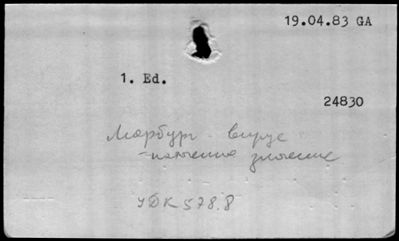 19.04.83 GA
1. Ed.
24830
Марбург вирус
УДК 578.8